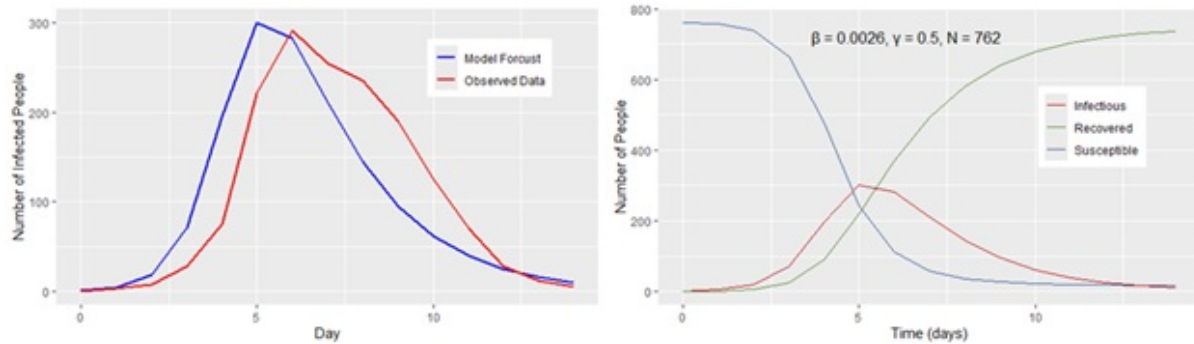 300
200
100
0
Number of Infected People
Model Forcust
Observed Data
0
5
10
Day
800
600
400
200
0
Number of People
β = 0.0026, γ = 0.5, N = 762
Infectious
Recovered
Susceptible
0
5
10
Time (days)